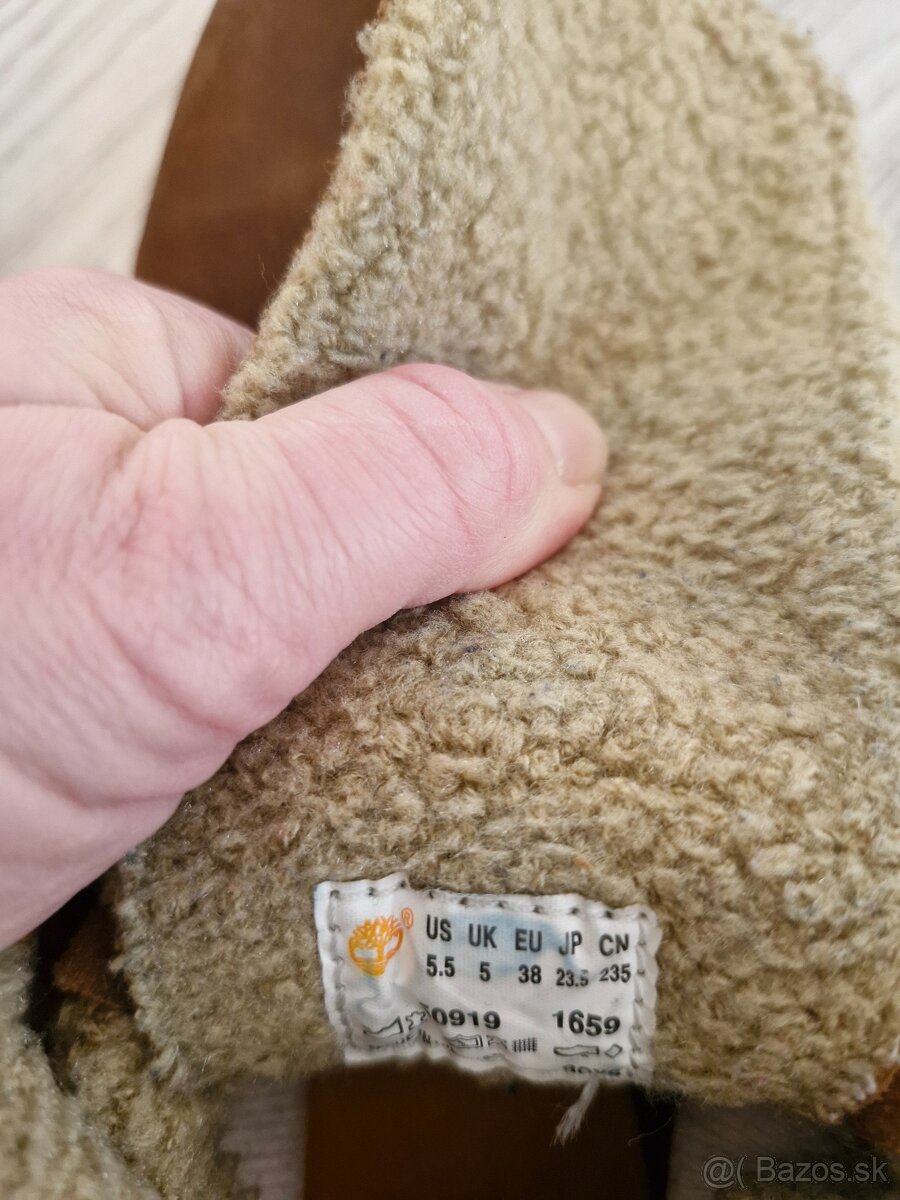 ® US UK EU JP CN
5.5 5 38 23.5 235
0919 1659
@( Bazos.sk